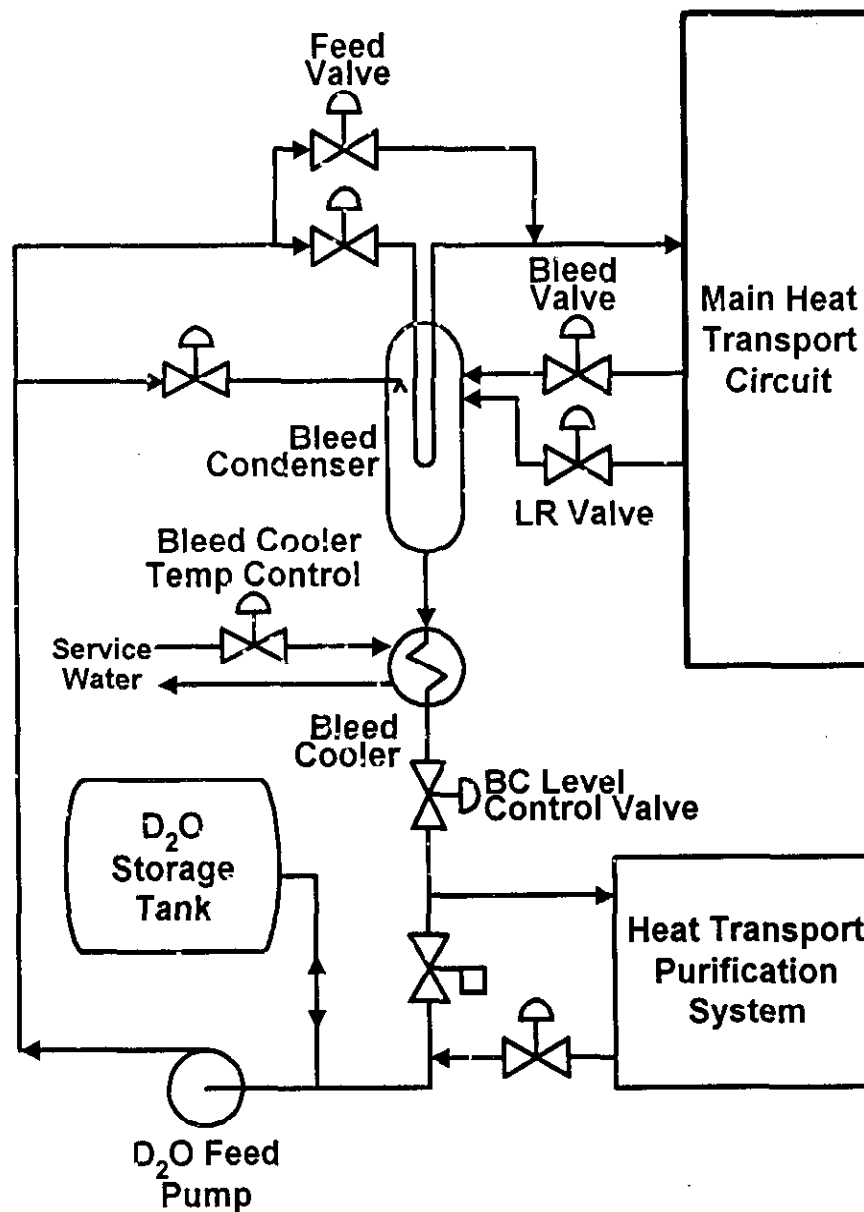 Feed
Valve
Bleed
Valve
Main Heat
Transport
Circuit
Bleed
Condenser
LR Valve
Bleed Cooler
Temp Control
Service
Water
Bleed
Cooler
BC Level
Control Valve
D₂O
Storage
Tank
Heat Transport
Purification
System
D₂O Feed
Pump